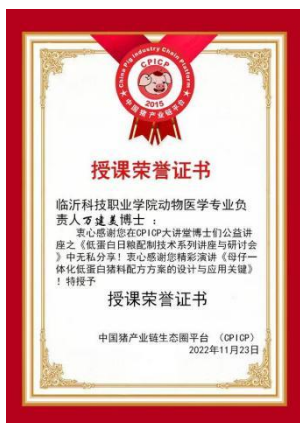 China Pig Industry Chain Platform
CPICP
2015
中国猪产业链平台
授课荣誉证书
临沂科技职业学院动物医学专业负
责人万建美博士 ：
衷心感谢您在CPICP大讲堂博士们公益讲
座之《低蛋白日粮配制技术系列讲座与研讨会
》中无私分享！衷心感谢您精彩演讲《母仔一
体化低蛋白猪料配方方案的设计与应用关键》
！特授予
授课荣誉证书
中国猪产业链生态圈平台 （CPICP）
2022年11月23日